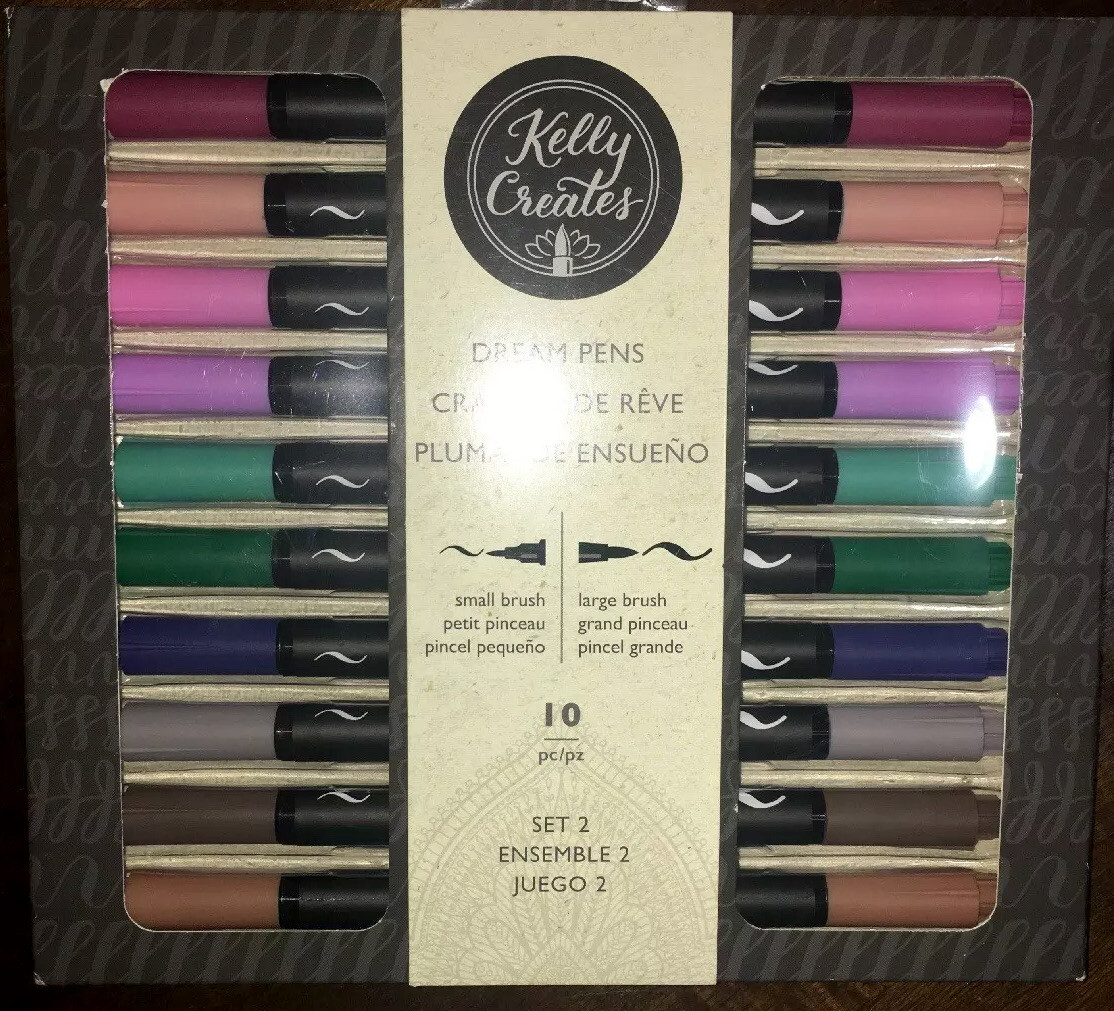 Kelly
Creates
DREAM PENS
DE RÊVE
ENSUEÑO
small brush
petit pinceau
pincel pequeño
large brush
grand pinceau
pincel grande
10
pc/pz
SET 2
ENSEMBLE 2
JUEGO 2